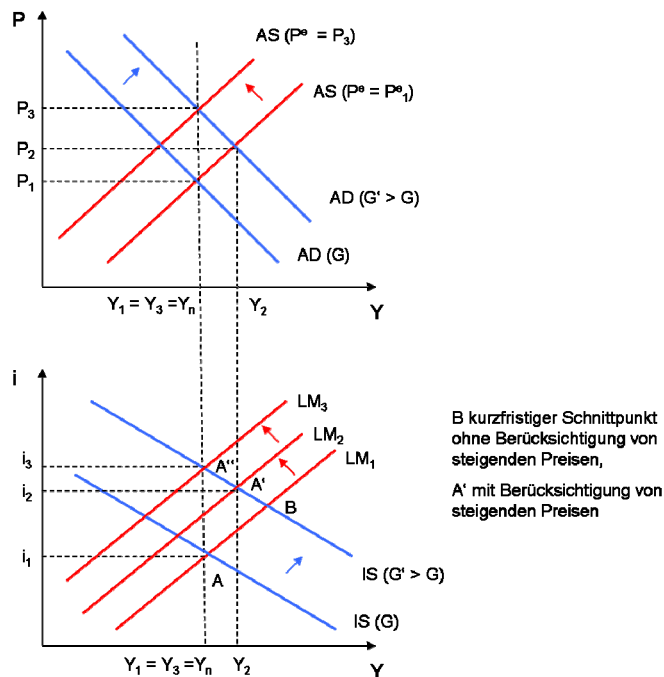 P
AS (Pᵉ = P₃)
AS (Pᵉ = Pᵉ₁)
P₃
P₂
P₁
AD (G' > G)
AD (G)
Y₁ = Y₃ =Yₙ
Y₂
Y
i
LM₃
LM₂
LM₁
i₃
A''
i₂
A'
B
i₁
A
IS (G' > G)
IS (G)
Y₁ = Y₃ =Yₙ
Y₂
Y
B kurzfristiger Schnittpunkt
ohne Berücksichtigung von
steigenden Preisen,
A' mit Berücksichtigung von
steigenden Preisen